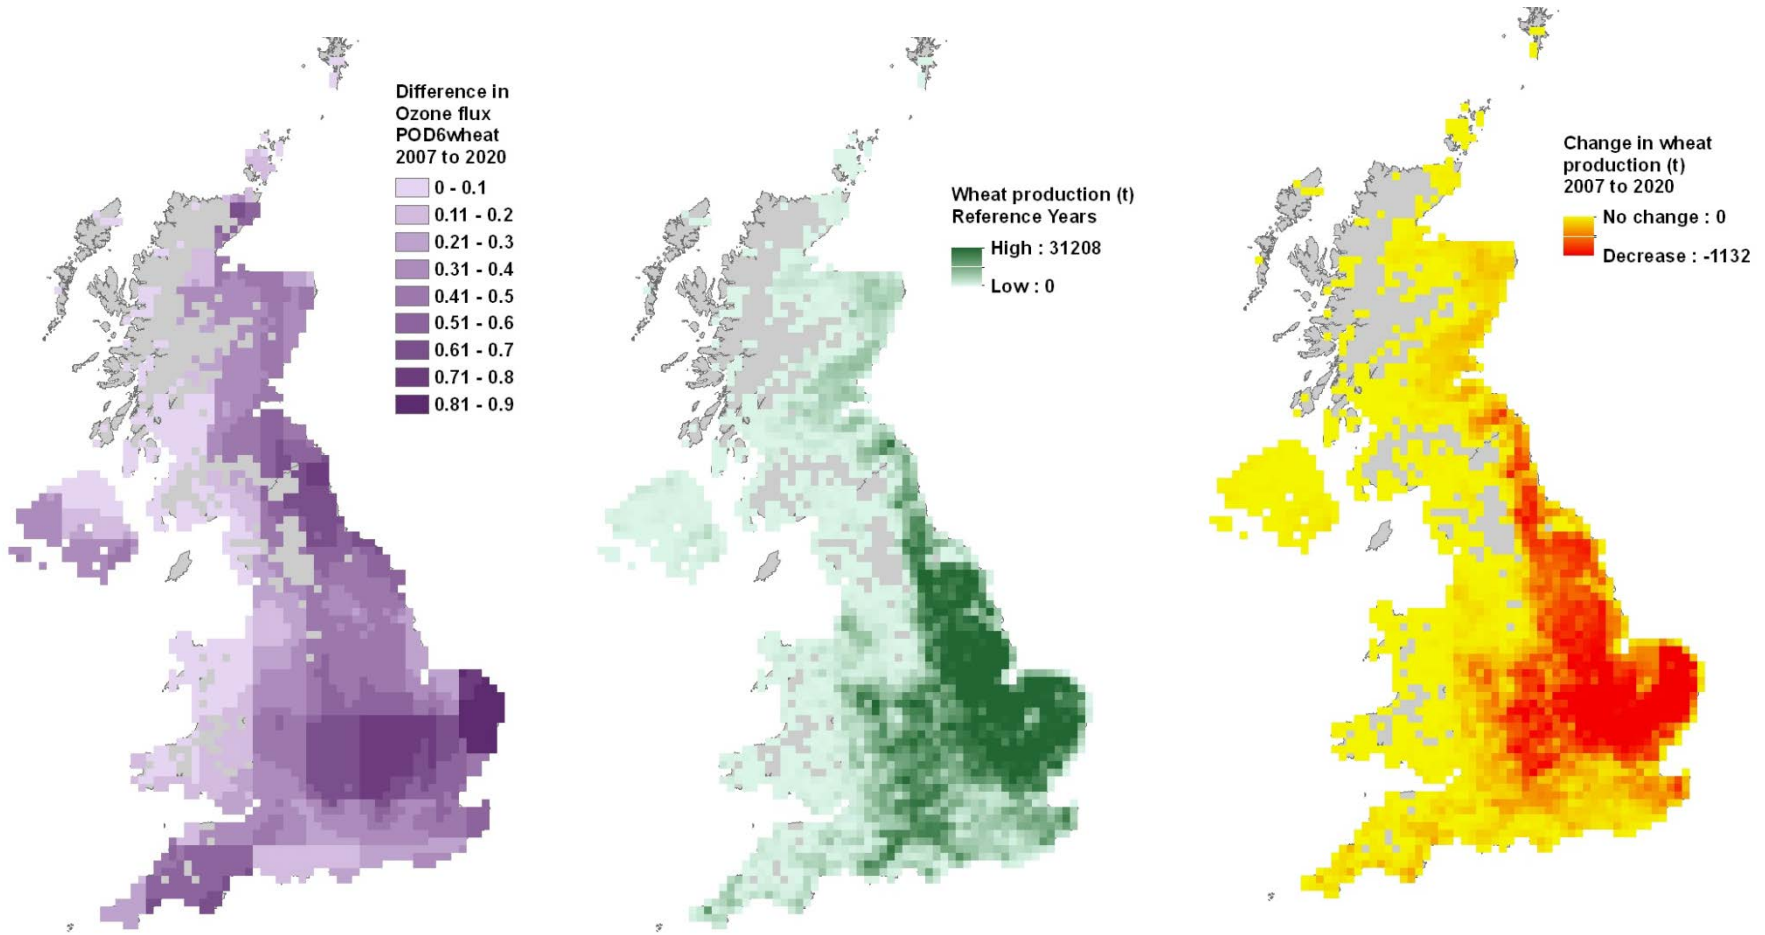 Difference in
Ozone flux
POD6wheat
2007 to 2020
0 - 0.1
0.11 - 0.2
0.21 - 0.3
0.31 - 0.4
0.41 - 0.5
0.51 - 0.6
0.61 - 0.7
0.71 - 0.8
0.81 - 0.9
Wheat production (t)
Reference Years
High : 31208
Low : 0
Change in wheat
production (t)
2007 to 2020
No change : 0
Decrease : -1132